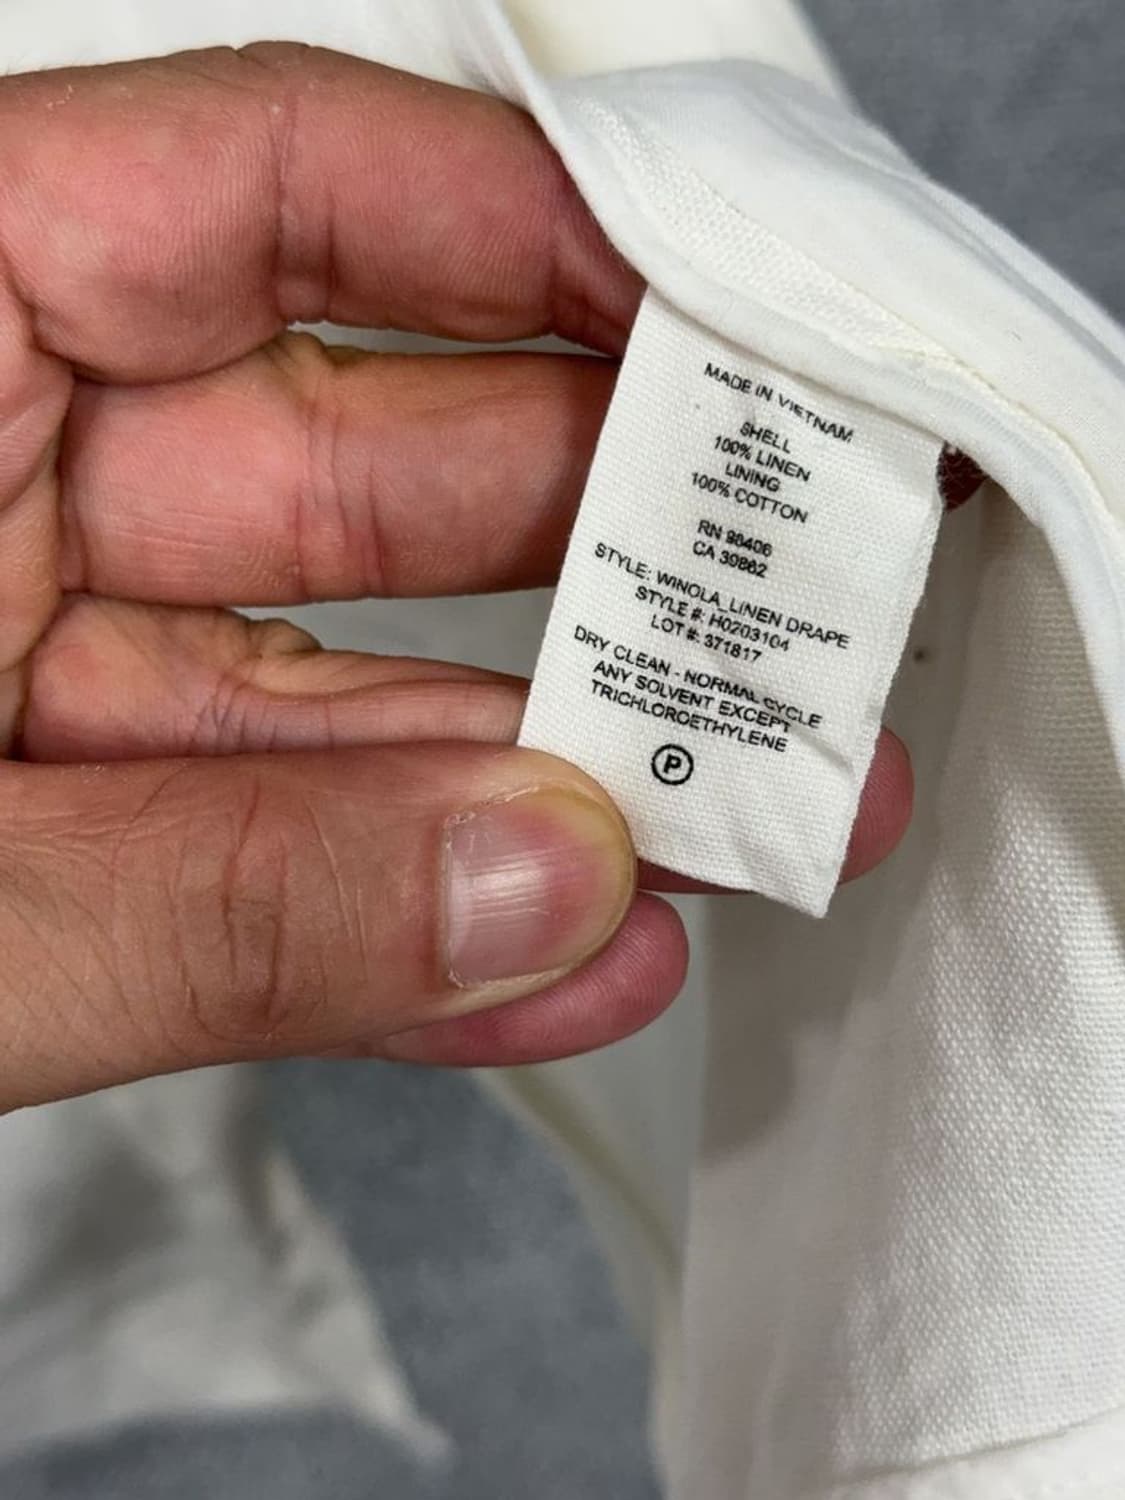 MADE IN VIETNAM
SHELL
100% LINEN
LINING
100% COTTON
RN 98406
CA 39862
STYLE: WINOLA_LINEN DRAPE
STYLE #: H0203104
LOT #: 371817
DRY CLEAN - NORMAL CYCLE
ANY SOLVENT EXCEPT
TRICHLOROETHYLENE
P